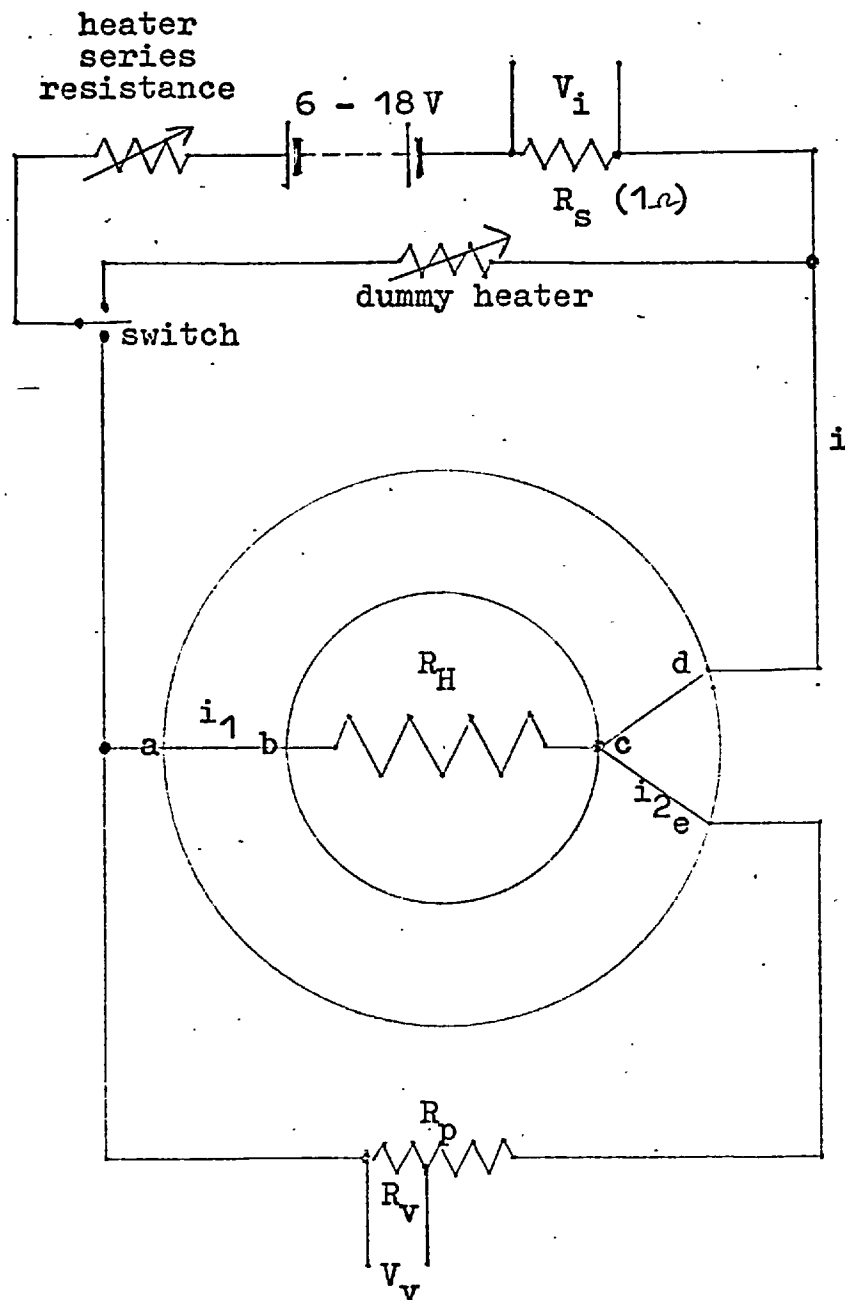 heater
series
resistance
6 - 18 V
V_i
R_s (1Ω)
dummy heater
switch
i
R_H
d
a
i_1
b
c
i_2
e
R_p
R_v
V_v